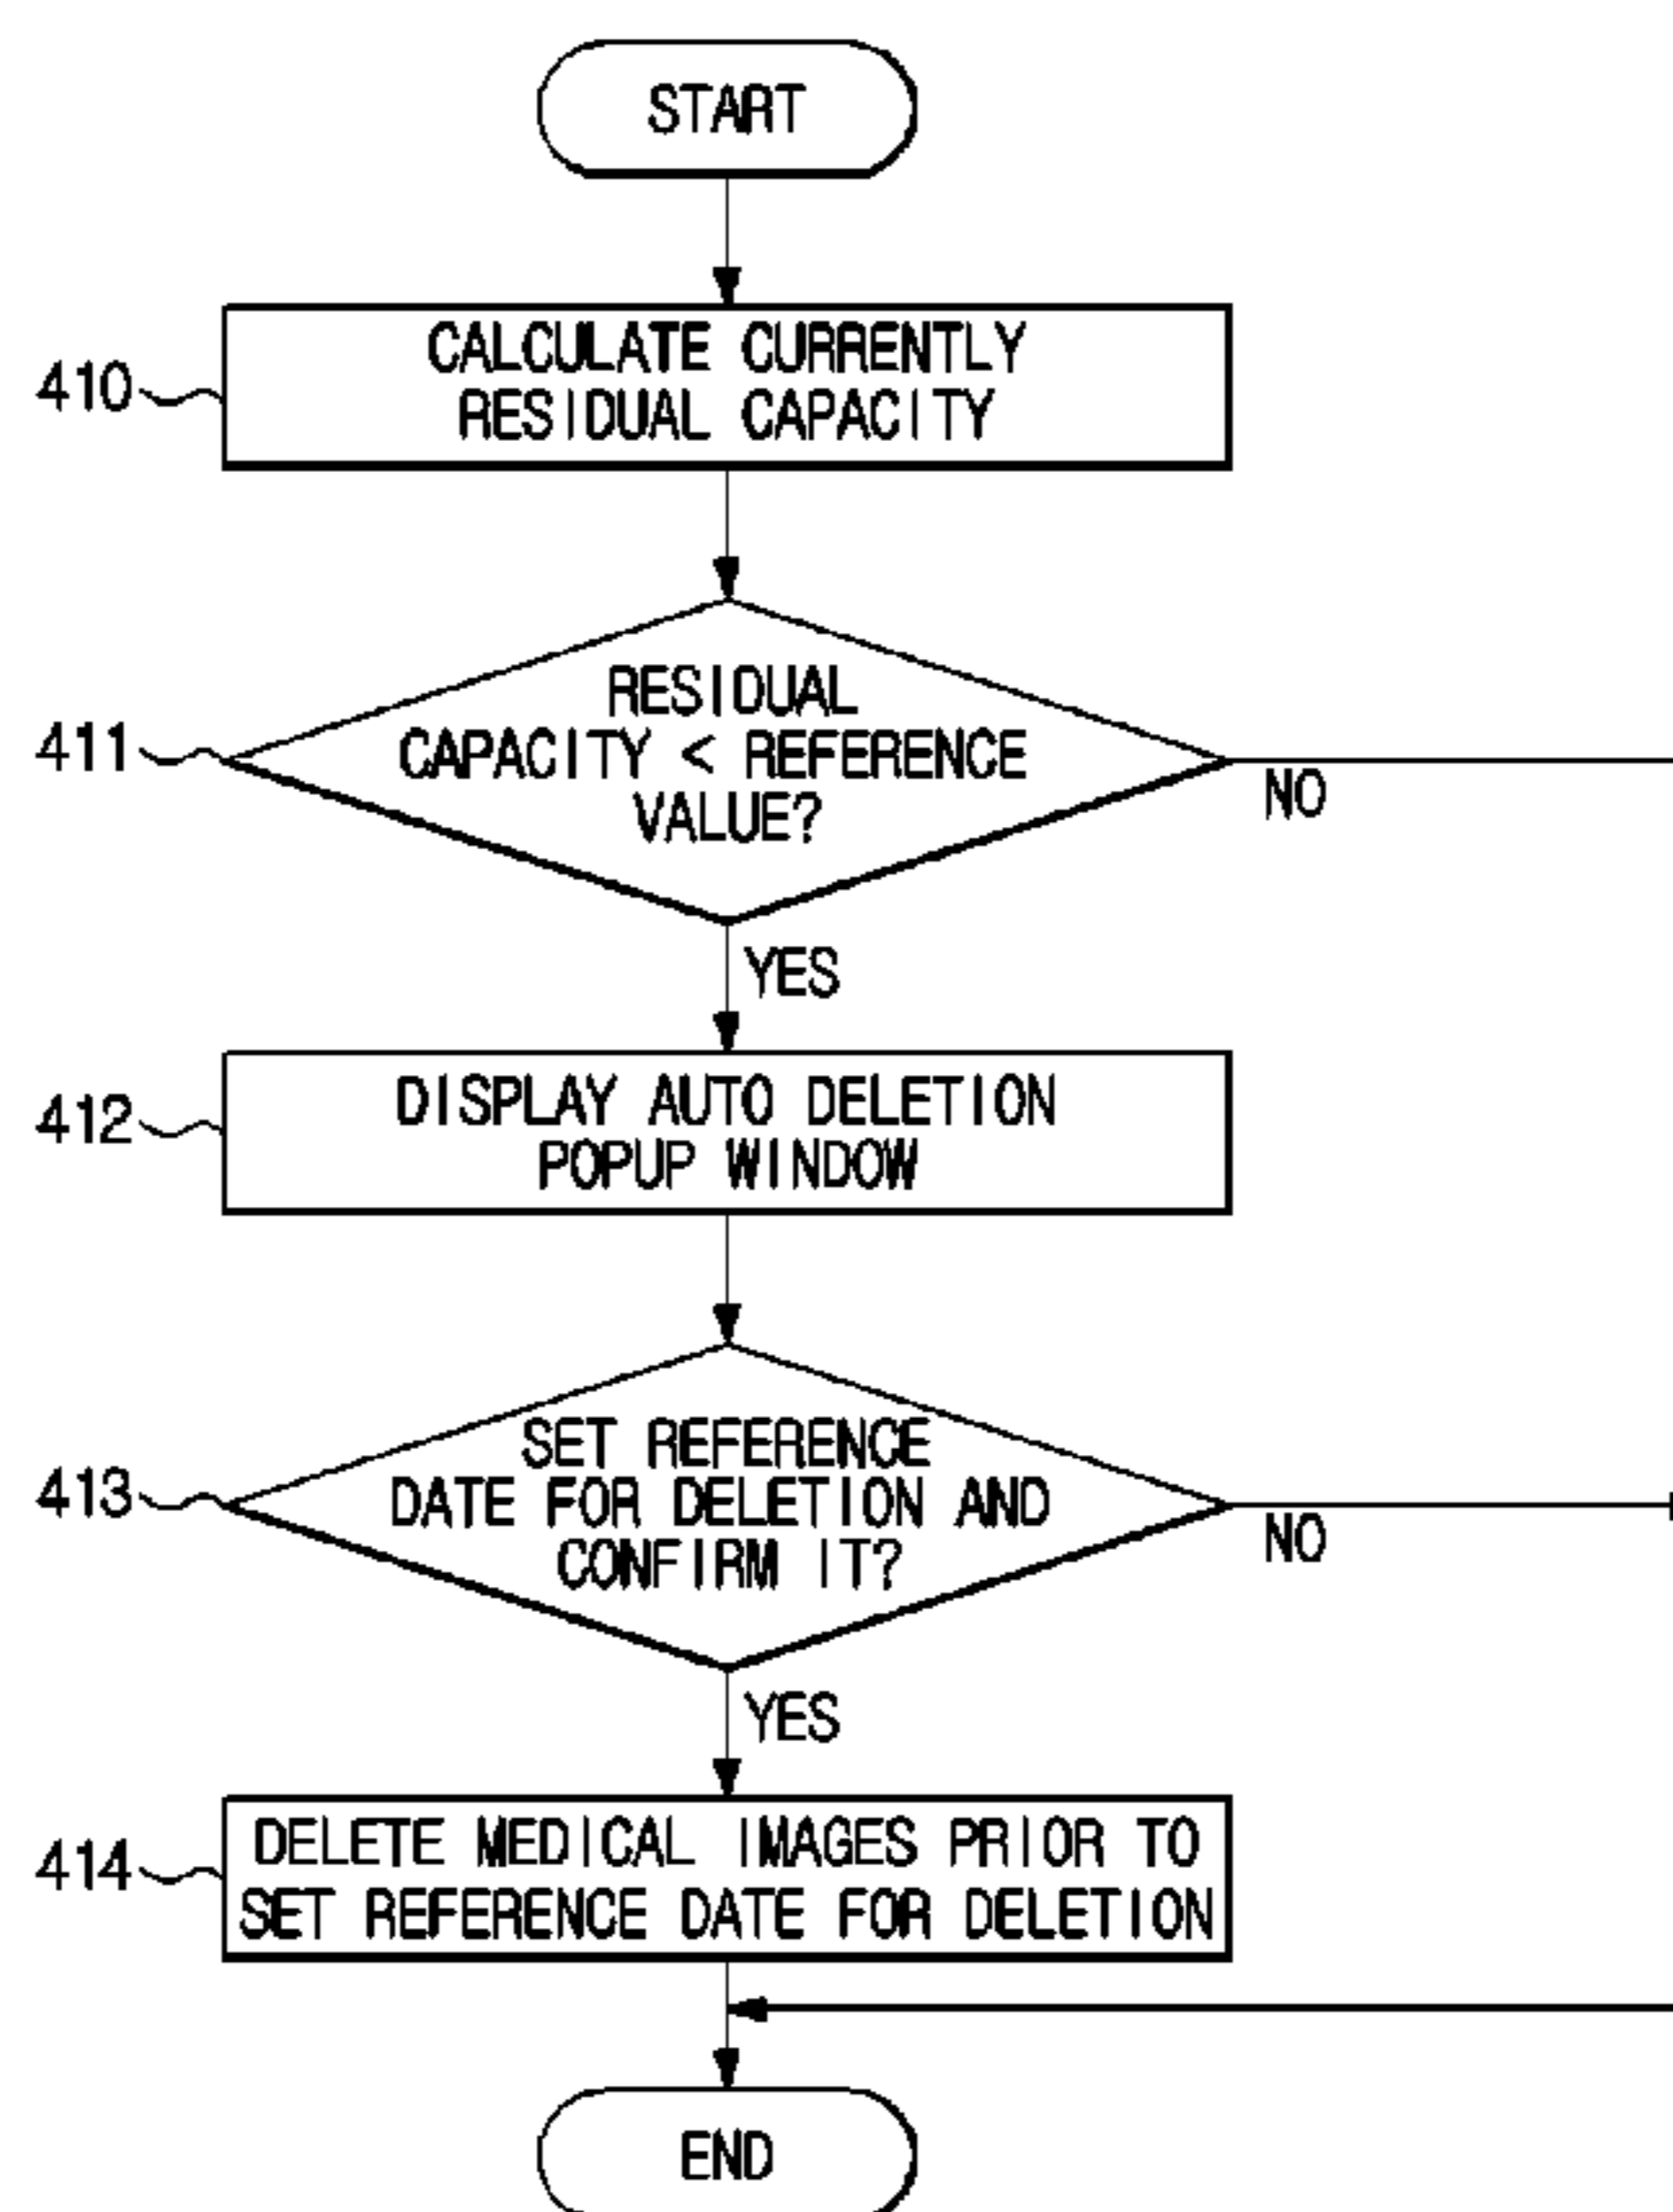 START
410
CALCULATE CURRENTLY
RESIDUAL CAPACITY
411
RESIDUAL
CAPACITY < REFERENCE
VALUE?
NO
YES
412
DISPLAY AUTO DELETION
POPUP WINDOW
413
SET REFERENCE
DATE FOR DELETION AND
CONFIRM IT?
NO
YES
414
DELETE MEDICAL IMAGES PRIOR TO
SET REFERENCE DATE FOR DELETION
END